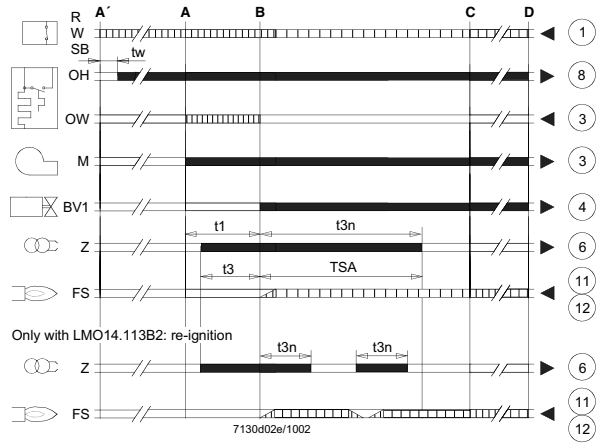 R A´ A B C D
W 1
SB
tw
OH 8
OW 3
M 3
BV1 4
t1 t3n
Z 6
t3 TSA
FS 11
12
Only with LMO14.113B2: re-ignition
t3n t3n
Z 6
FS 11
7130d02e/1002 12